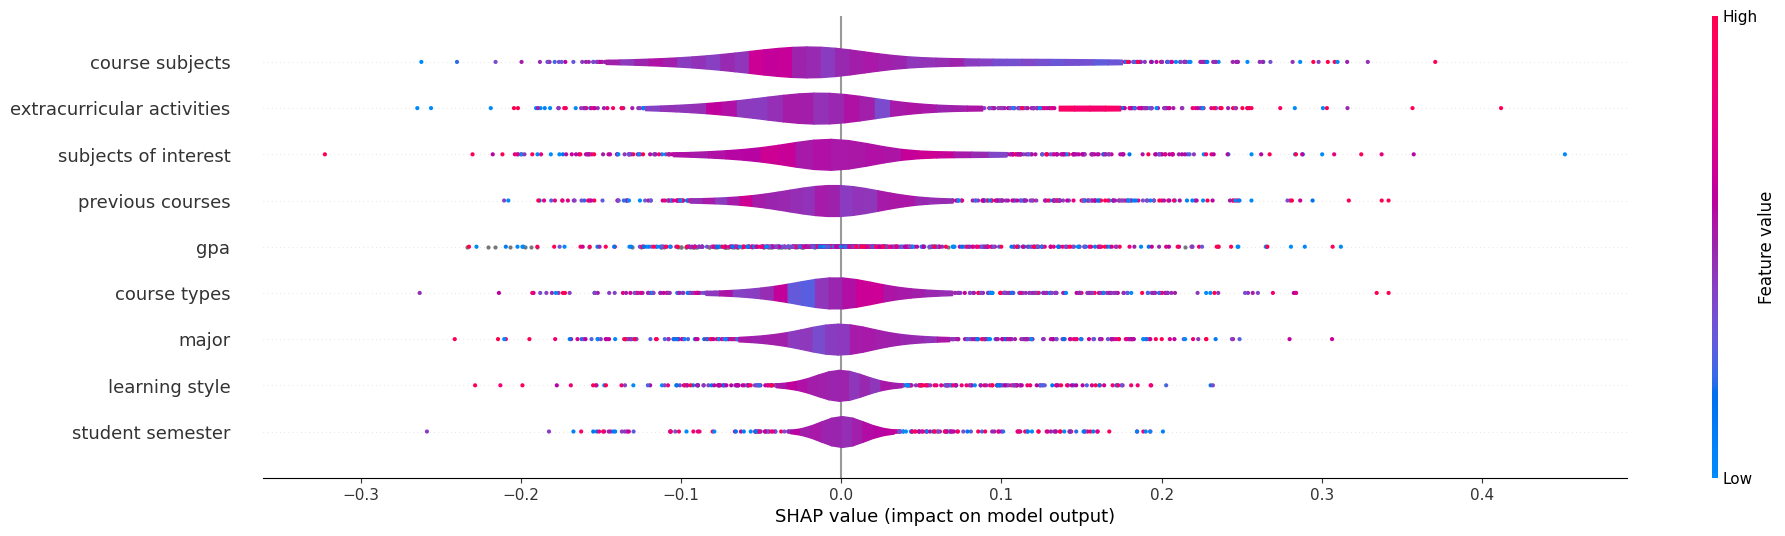 High
course subjects
extracurricular activities
subjects of interest
previous courses
gpa
course types
major
learning style
student semester
Feature value
Low
−0.3 −0.2 −0.1 0.0 0.1 0.2 0.3 0.4
SHAP value (impact on model output)